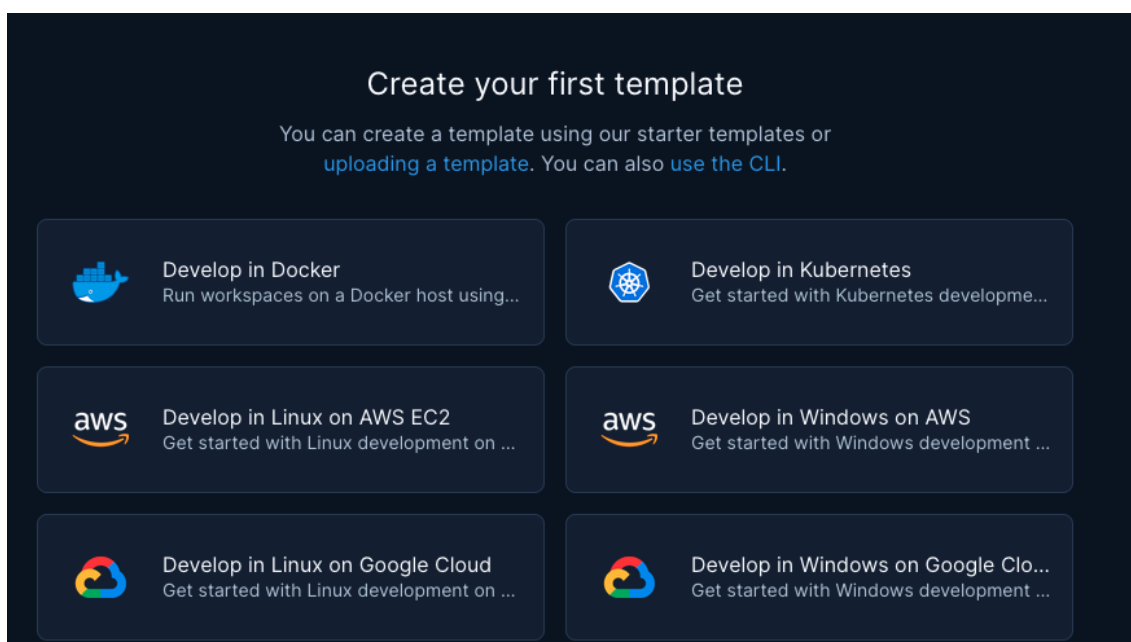 Create your first template
You can create a template using our starter templates or
uploading a template. You can also use the CLI.
Develop in Docker
Run workspaces on a Docker host using...
Develop in Kubernetes
Get started with Kubernetes developme...
aws
Develop in Linux on AWS EC2
Get started with Linux development on ...
aws
Develop in Windows on AWS
Get started with Windows development ...
Develop in Linux on Google Cloud
Get started with Linux development on ...
Develop in Windows on Google Clo...
Get started with Windows development ...